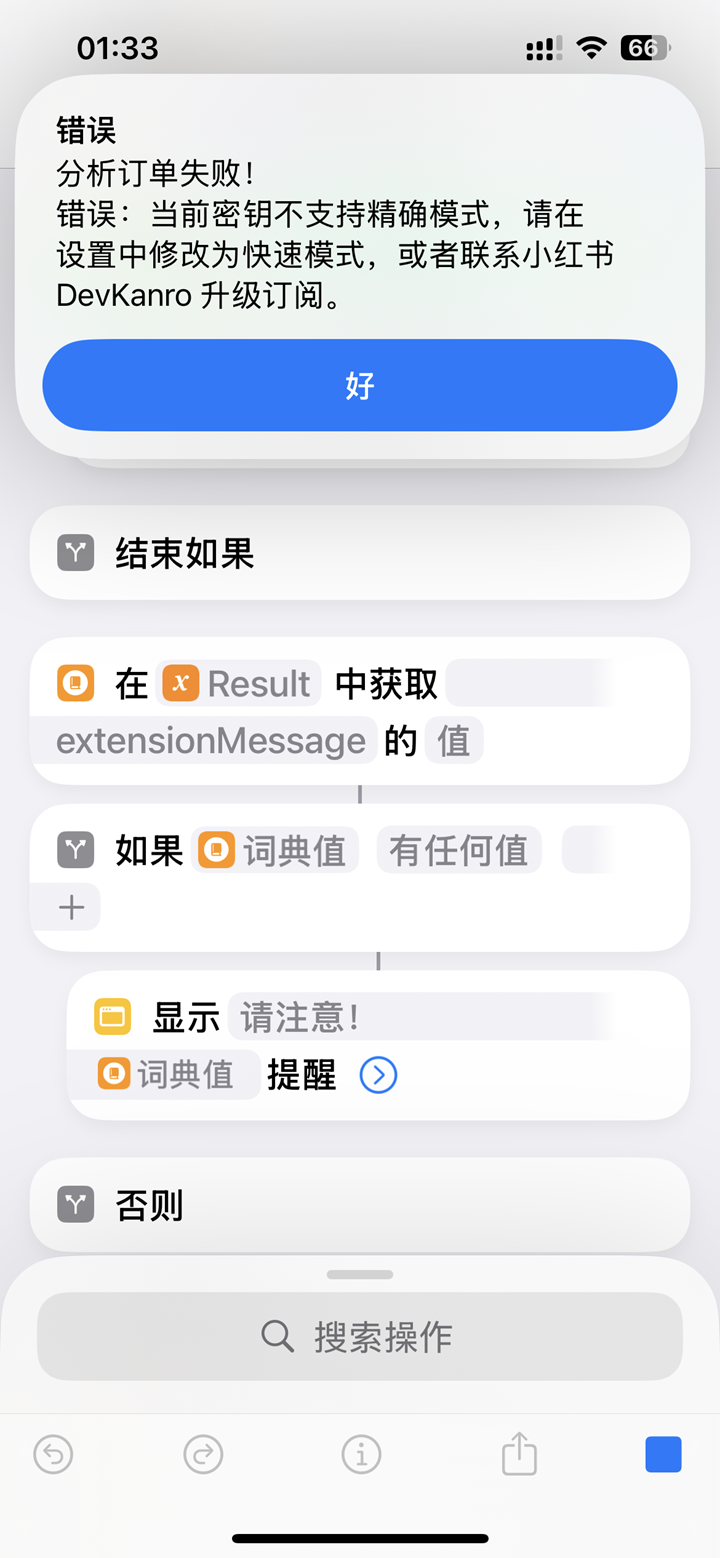 01:33
66
错误
分析订单失败！
错误：当前密钥不支持精确模式，请在
设置中修改为快速模式，或者联系小红书
DevKanro 升级订阅。
好
结束如果
在 x Result 中获取
extensionMessage 的 值
如果 词典值 有任何值
+
显示 请注意！
词典值 提醒
否则
搜索操作